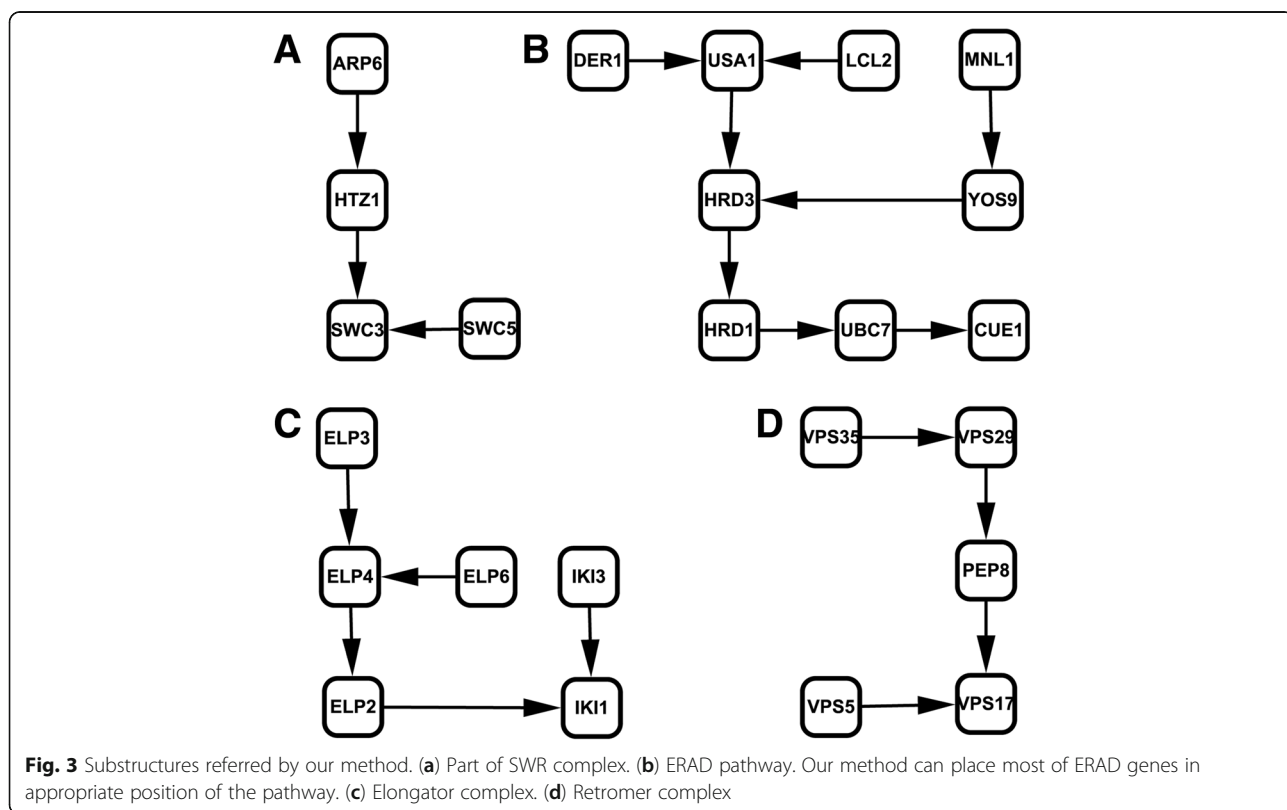 A
ARP6
HTZ1
SWC3
SWC5
B
DER1
USA1
LCL2
MNL1
HRD3
YOS9
HRD1
UBC7
CUE1
C
ELP3
ELP4
ELP6
IKI3
ELP2
IKI1
D
VPS35
VPS29
PEP8
VPS5
VPS17
Fig. 3 Substructures referred by our method. (a) Part of SWR complex. (b) ERAD pathway. Our method can place most of ERAD genes in
appropriate position of the pathway. (c) Elongator complex. (d) Retromer complex